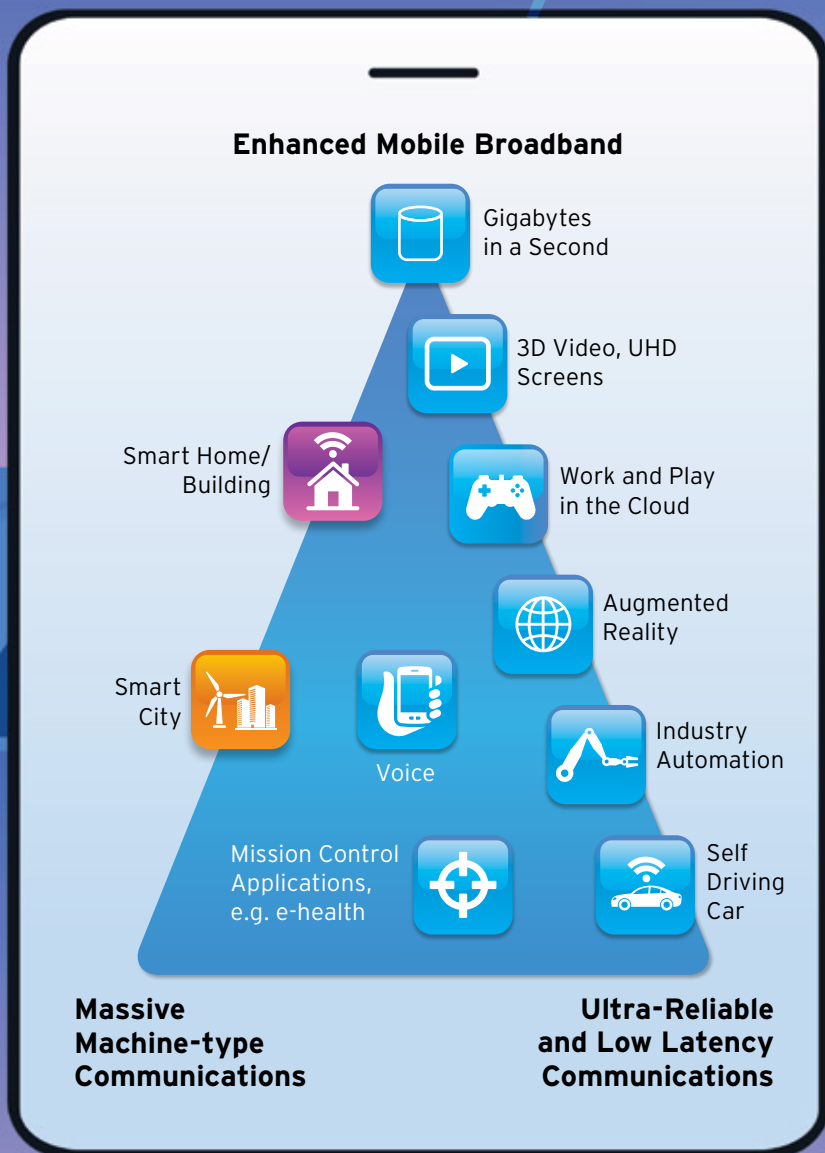 Enhanced Mobile Broadband
Gigabytes
in a Second
3D Video, UHD
Screens
Smart Home/
Building
Work and Play
in the Cloud
Augmented
Reality
Smart
City
Voice
Industry
Automation
Mission Control
Applications,
e.g. e-health
Self
Driving
Car
Massive
Machine-type
Communications
Ultra-Reliable
and Low Latency
Communications